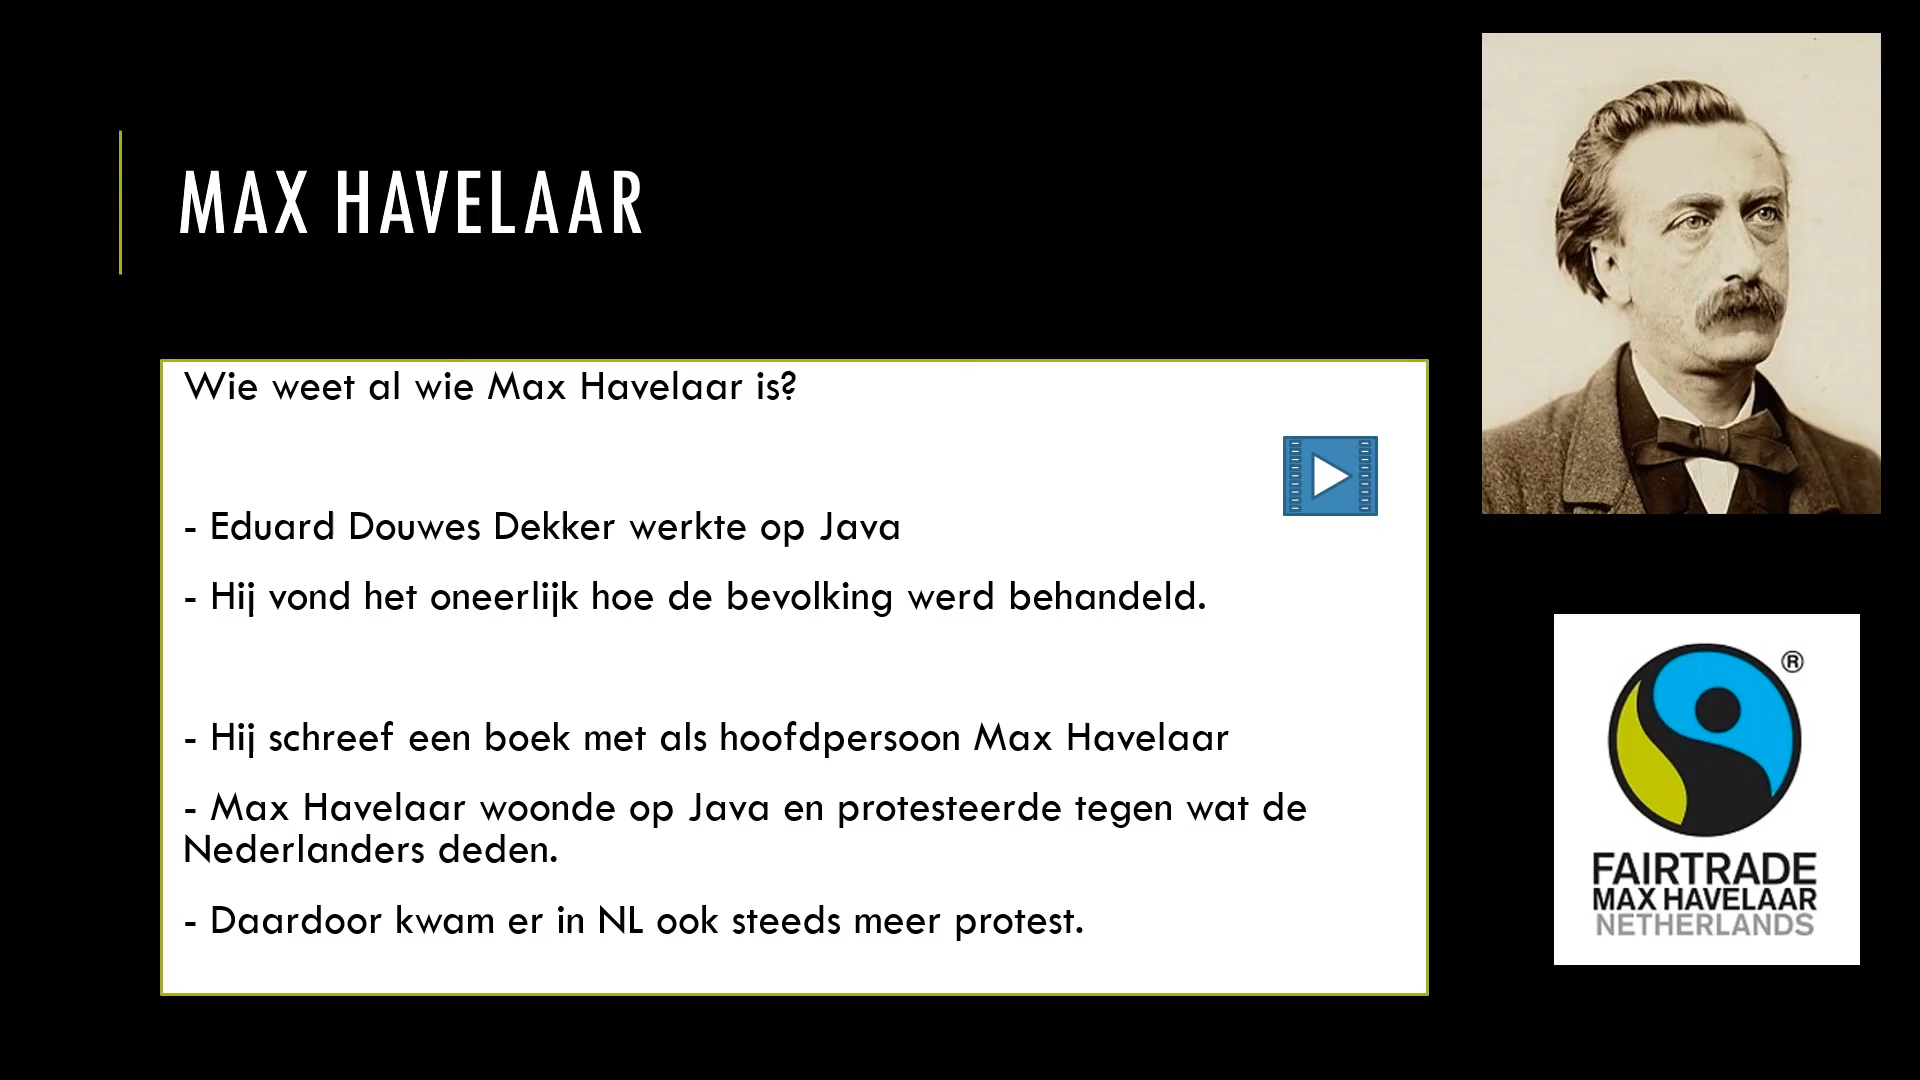 MAX HAVELAAR
Wie weet al wie Max Havelaar is?
- Eduard Douwes Dekker werkte op Java
- Hij vond het oneerlijk hoe de bevolking werd behandeld.
- Hij schreef een boek met als hoofdpersoon Max Havelaar
- Max Havelaar woonde op Java en protesteerde tegen wat de
Nederlanders deden.
- Daardoor kwam er in NL ook steeds meer protest.
®
FAIRTRADE
MAX HAVELAAR
NETHERLANDS